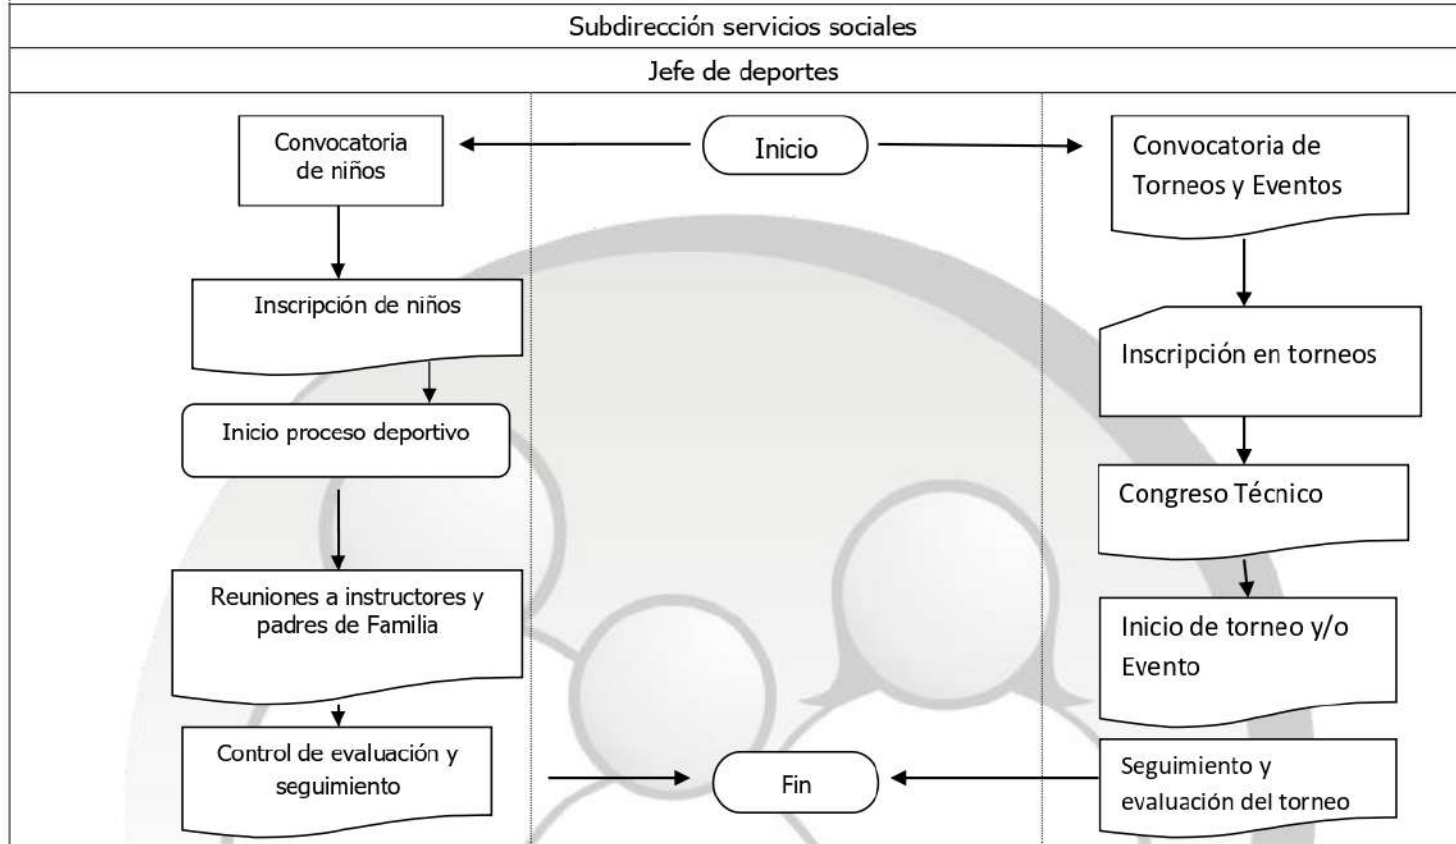 Subdirección servicios sociales
Jefe de deportes
Convocatoria
de niños
Inicio
Convocatoria de
Torneos y Eventos
Inscripción de niños
Inscripción en torneos
Inicio proceso deportivo
Congreso Técnico
Reuniones a instructores y
padres de Familia
Inicio de torneo y/o
Evento
Control de evaluación y
seguimiento
Fin
Seguimiento y
evaluación del torneo